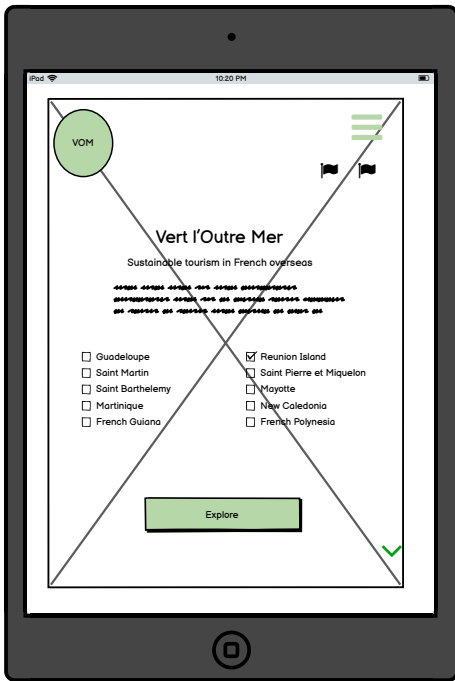 iPad 10:20 PM
VOM
Vert l'Outre Mer
Sustainable tourism in French overseas
Guadeloupe
Saint Martin
Saint Barthelemy
Martinique
French Guiana
Reunion Island
Saint Pierre et Miquelon
Mayotte
New Caledonia
French Polynesia
Explore